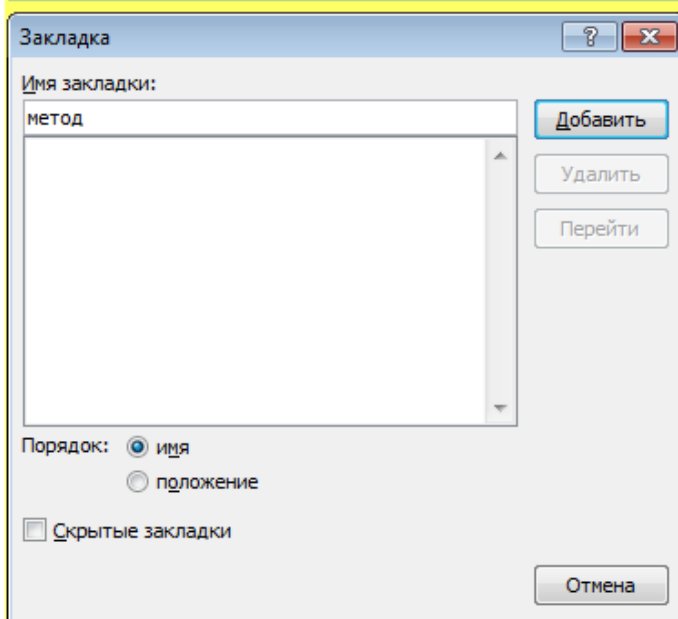 Закладка
Имя закладки:
метод
Добавить
Удалить
Перейти
Порядок: имя
положение
Скрытые закладки
Отмена